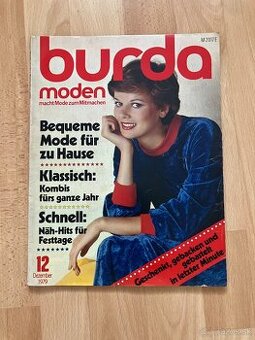 burda
moden
macht Mode zum Mitmachen
Bequeme
Mode für
zu Hause
Klassisch:
Kombis
fürs ganze Jahr
Schnell:
Näh-Hits für
Festtage
12
Dezember
1979
Geschenkt, gebacken und
gebastelt
in letzter Minute